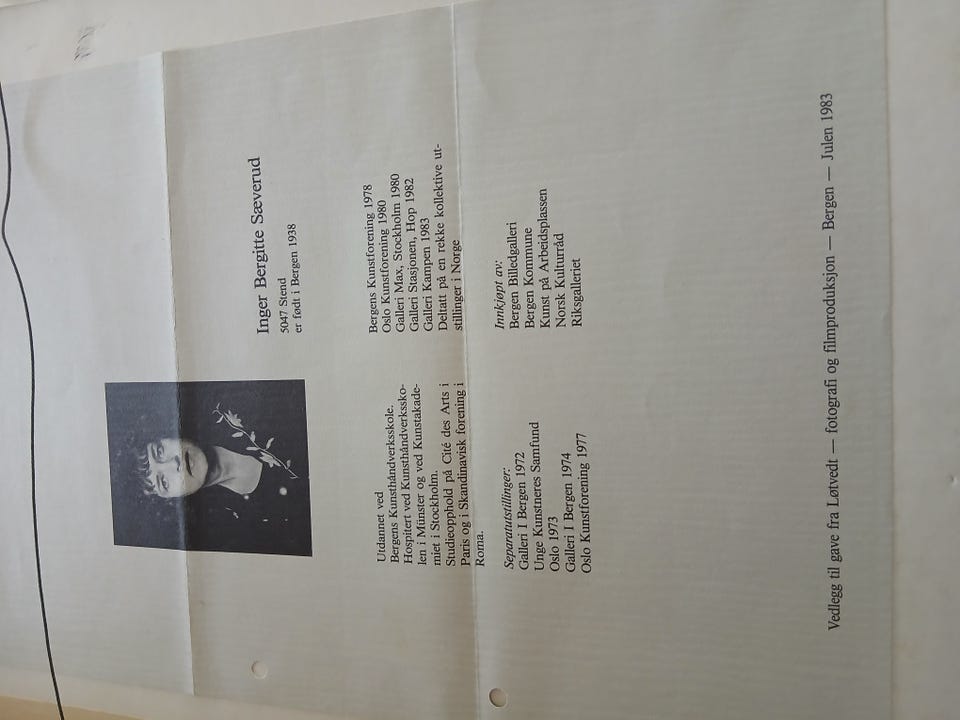 Inger Bergitte Sæverud
5047 Stend
er født i Bergen 1938
Utdannet ved
Bergens Kunsthåndverksskole.
Hospitert ved Kunsthåndverkssko-
len i Münster og ved Kunstakade-
miet i Stockholm.
Studieopphold på Cité des Arts i
Paris og i Skandinavisk forening i
Roma.
Separatutstillinger:
Galleri I Bergen 1972
Unge Kunstneres Samfund
Oslo 1973
Galleri I Bergen 1974
Oslo Kunstforening 1977
Bergens Kunstforening 1978
Oslo Kunstforening 1980
Galleri Max, Stockholm 1980
Galleri Stasjonen, Hop 1982
Galleri Kampen 1983
Deltatt på en rekke kollektive ut-
stillinger i Norge
Innkjøpt av:
Bergen Billedgalleri
Bergen Kommune
Kunst på Arbeidsplassen
Norsk Kulturråd
Riksgalleriet
Vedlegg til gave fra Løtvedt — fotografi og filmproduksjon — Bergen — Julen 1983